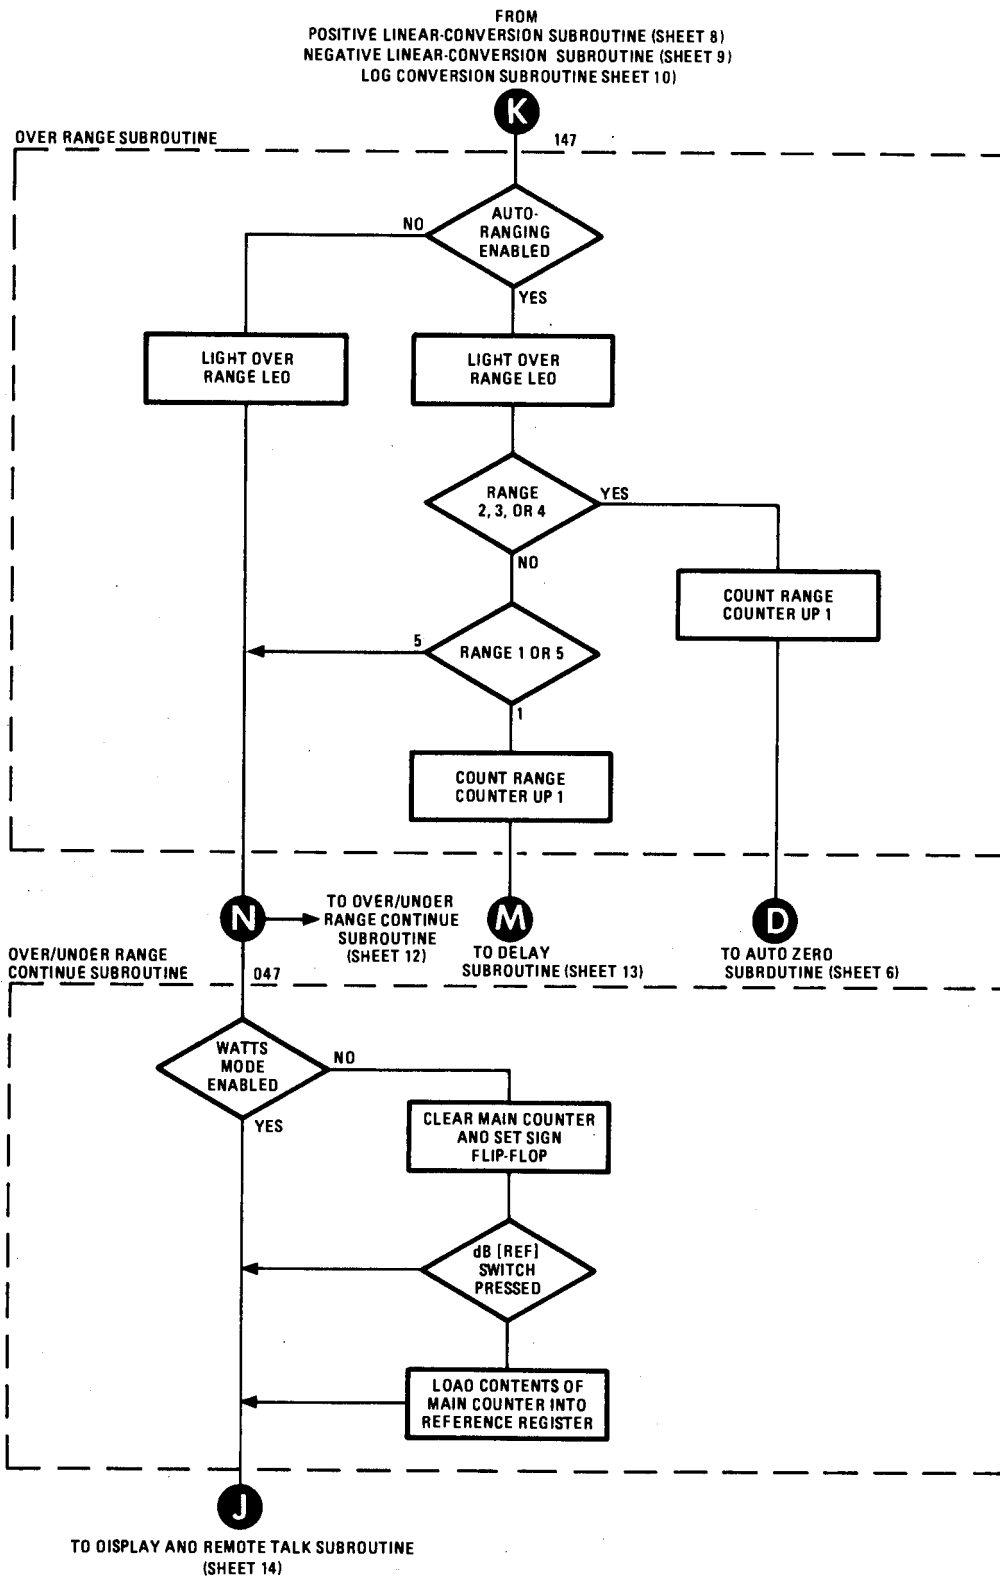 FROM
POSITIVE LINEAR-CONVERSION SUBROUTINE (SHEET 8)
NEGATIVE LINEAR-CONVERSION SUBROUTINE (SHEET 9)
LOG CONVERSION SUBROUTINE SHEET 10)
K
OVER RANGE SUBROUTINE
147
AUTO-
RANGING
ENABLED
NO
YES
LIGHT OVER
RANGE LEO
LIGHT OVER
RANGE LEO
RANGE
2, 3, OR 4
YES
NO
COUNT RANGE
COUNTER UP 1
5
RANGE 1 OR 5
1
COUNT RANGE
COUNTER UP 1
N
TO OVER/UNDER
RANGE CONTINUE
SUBROUTINE
(SHEET 12)
M
TO DELAY
SUBROUTINE (SHEET 13)
D
TO AUTO ZERO
SUBRDUTINE (SHEET 6)
OVER/UNDER RANGE
CONTINUE SUBROUTINE
047
WATTS
MODE
ENABLED
NO
YES
CLEAR MAIN COUNTER
AND SET SIGN
FLIP-FLOP
dB [REF]
SWITCH
PRESSED
LOAD CONTENTS OF
MAIN COUNTER INTO
REFERENCE REGISTER
J
TO DISPLAY AND REMOTE TALK SUBROUTINE
(SHEET 14)